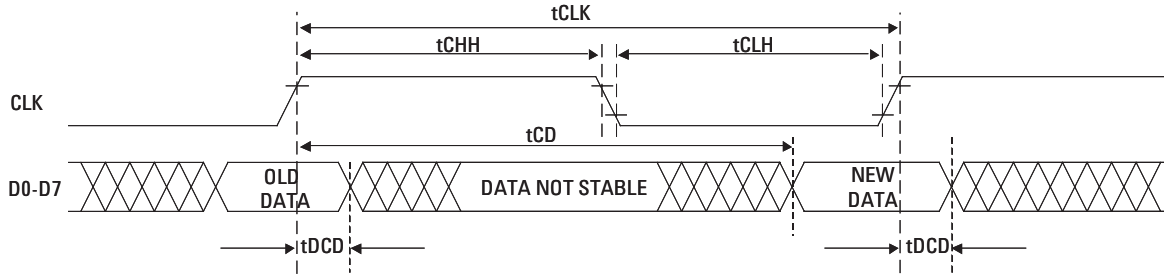 tCLK
tCHH
tCLH
CLK
tCD
D0-D7
OLD
DATA
DATA NOT STABLE
NEW
DATA
tDCD
tDCD